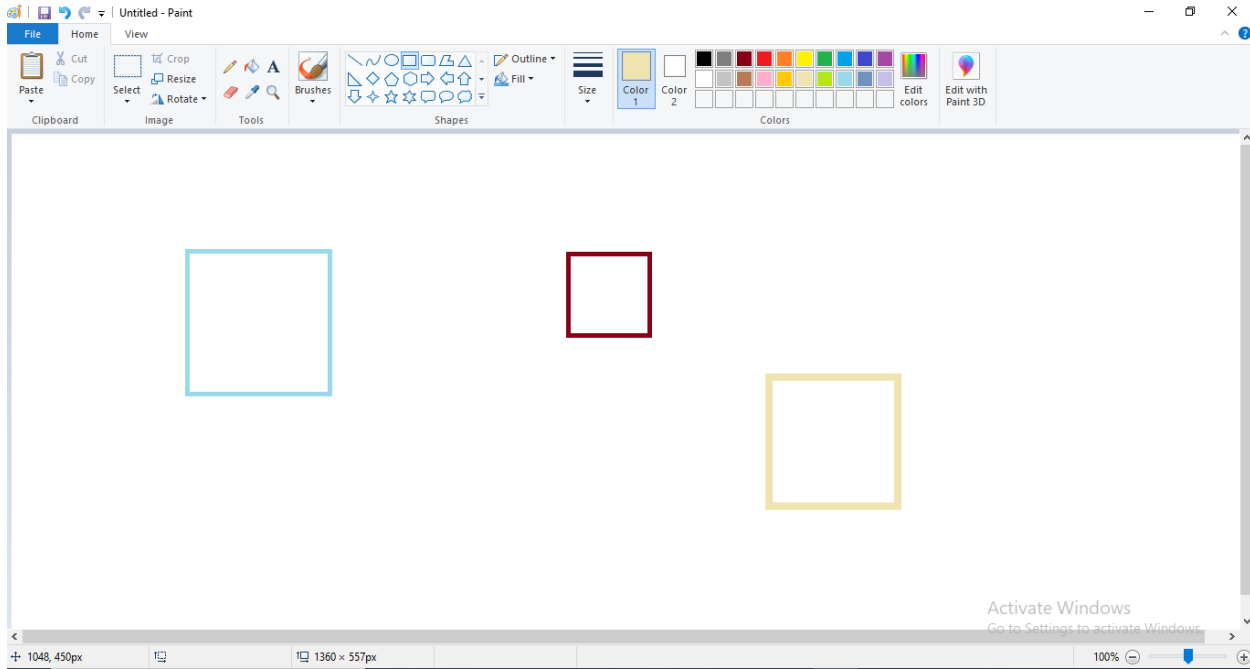 Untitled - Paint
File Home View
Paste
Cut
Copy
Clipboard
Select
Crop
Resize
Rotate
Image
A
Tools
Brushes
Outline
Fill
Shapes
Size
Color 1
Color 2
Edit colors
Colors
Edit with Paint 3D
?
Activate Windows
Go to Settings to activate Windows.
1048, 450px
1360 × 557px
100%